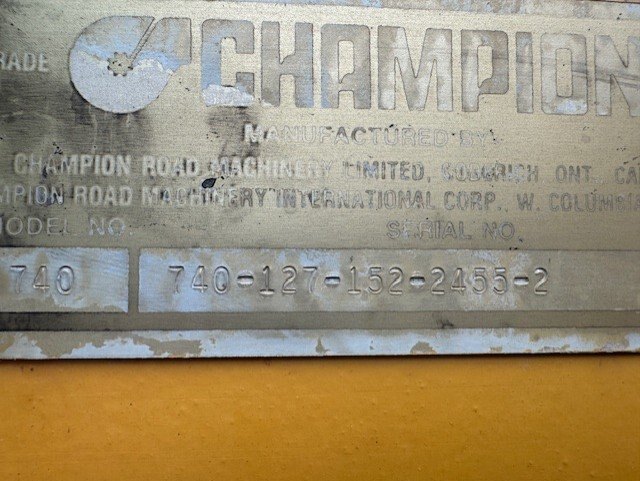 RADE CHAMPION
MANUFACTURED BY
CHAMPION ROAD MACHINERY LIMITED, GODERICH ONT., CA
MPION ROAD MACHINERY INTERNATIONAL CORP., W. COLUMBIA
MODEL NO. SERIAL NO.
740 740-127-152-2455-2